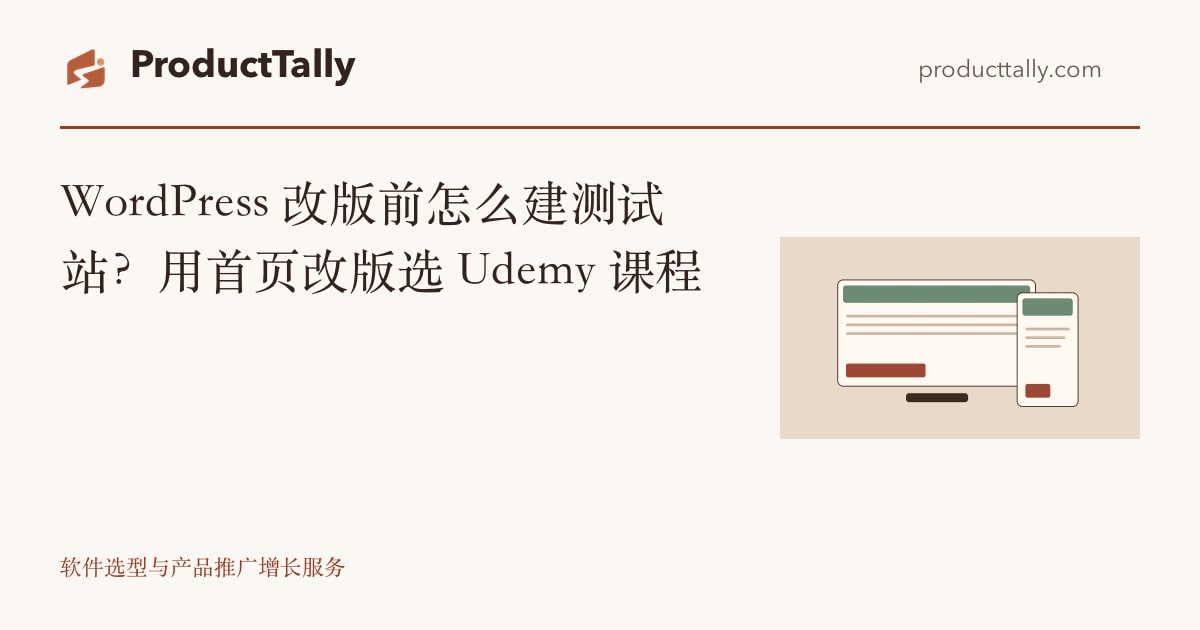 ProductTally
producttally.com
WordPress 改版前怎么建测试
站？用首页改版选 Udemy 课程
软件选型与产品推广增长服务